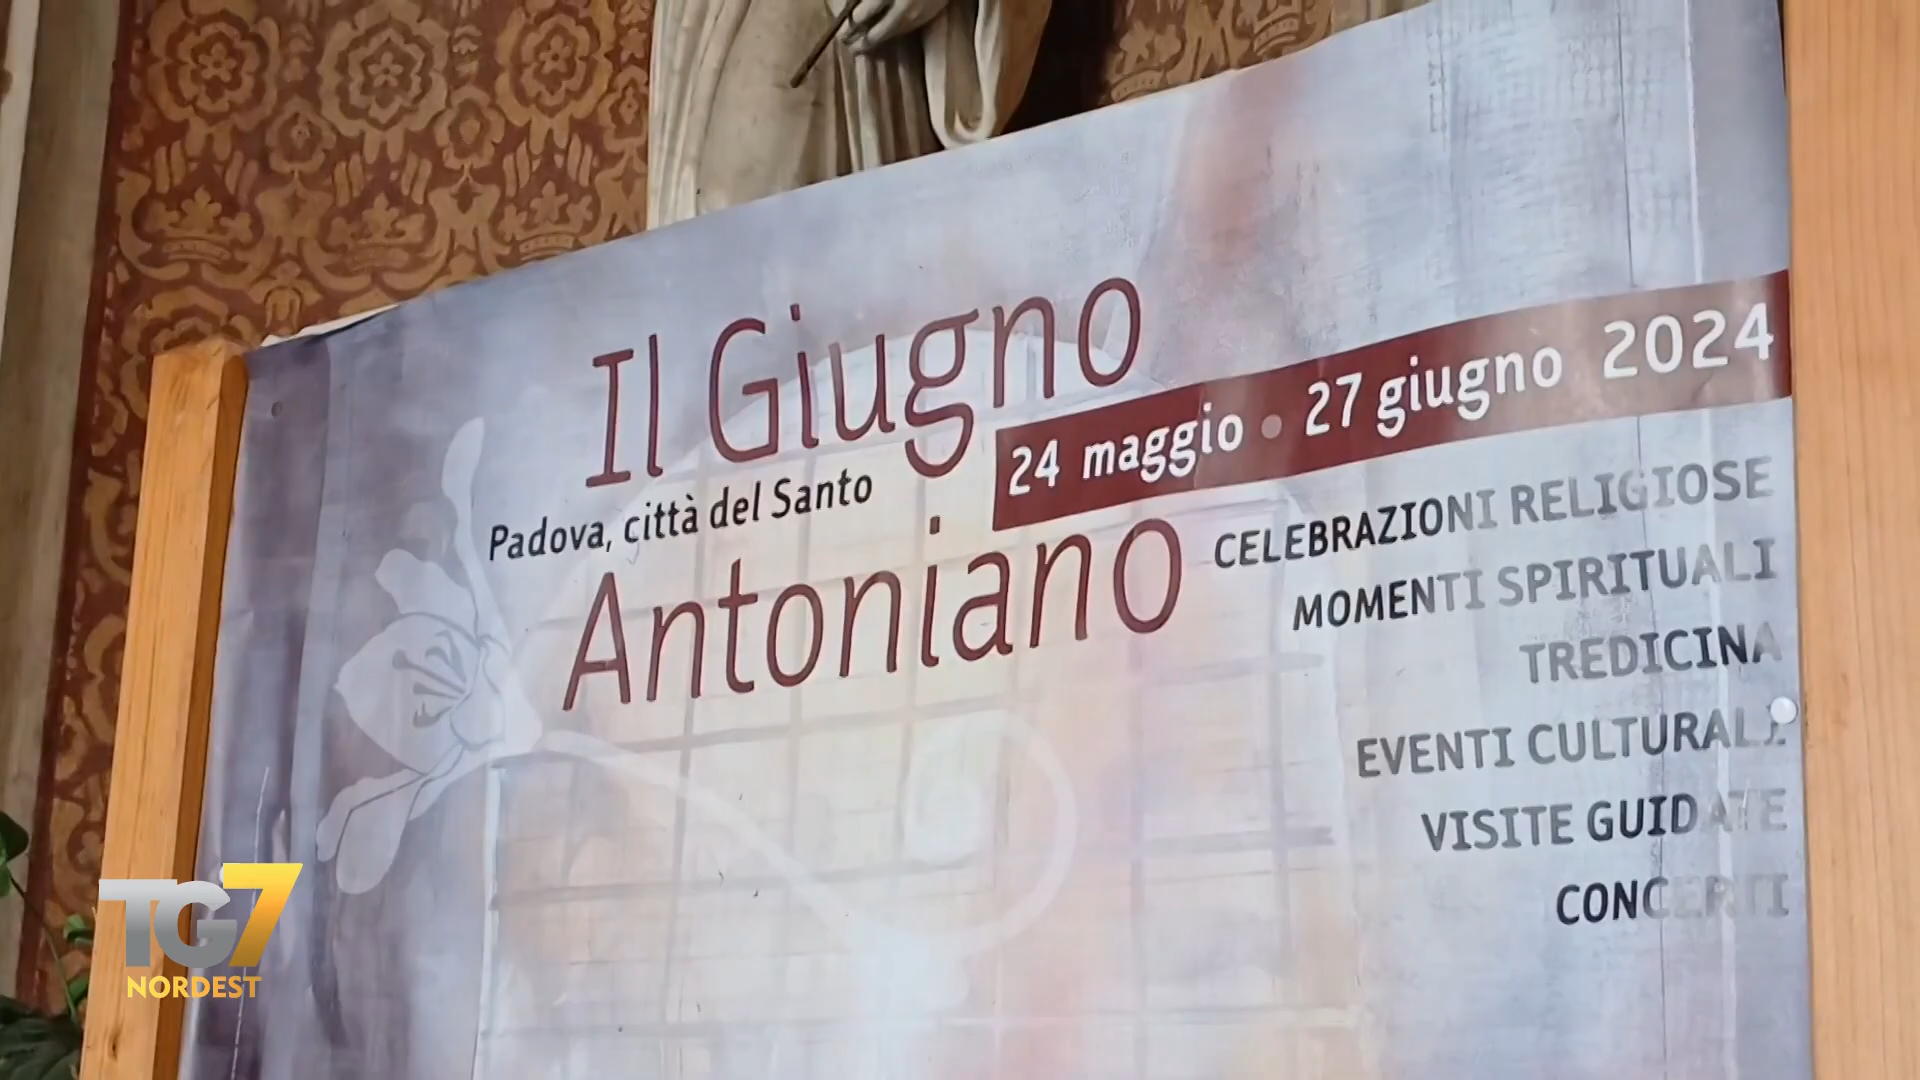 Il Giugno
Padova, città del Santo
Antoniano
24 maggio • 27 giugno 2024
CELEBRAZIONI RELIGIOSE
MOMENTI SPIRITUALI
TREDICINA
EVENTI CULTURALI
VISITE GUIDATE
CONCERTI
TG7
NORDEST